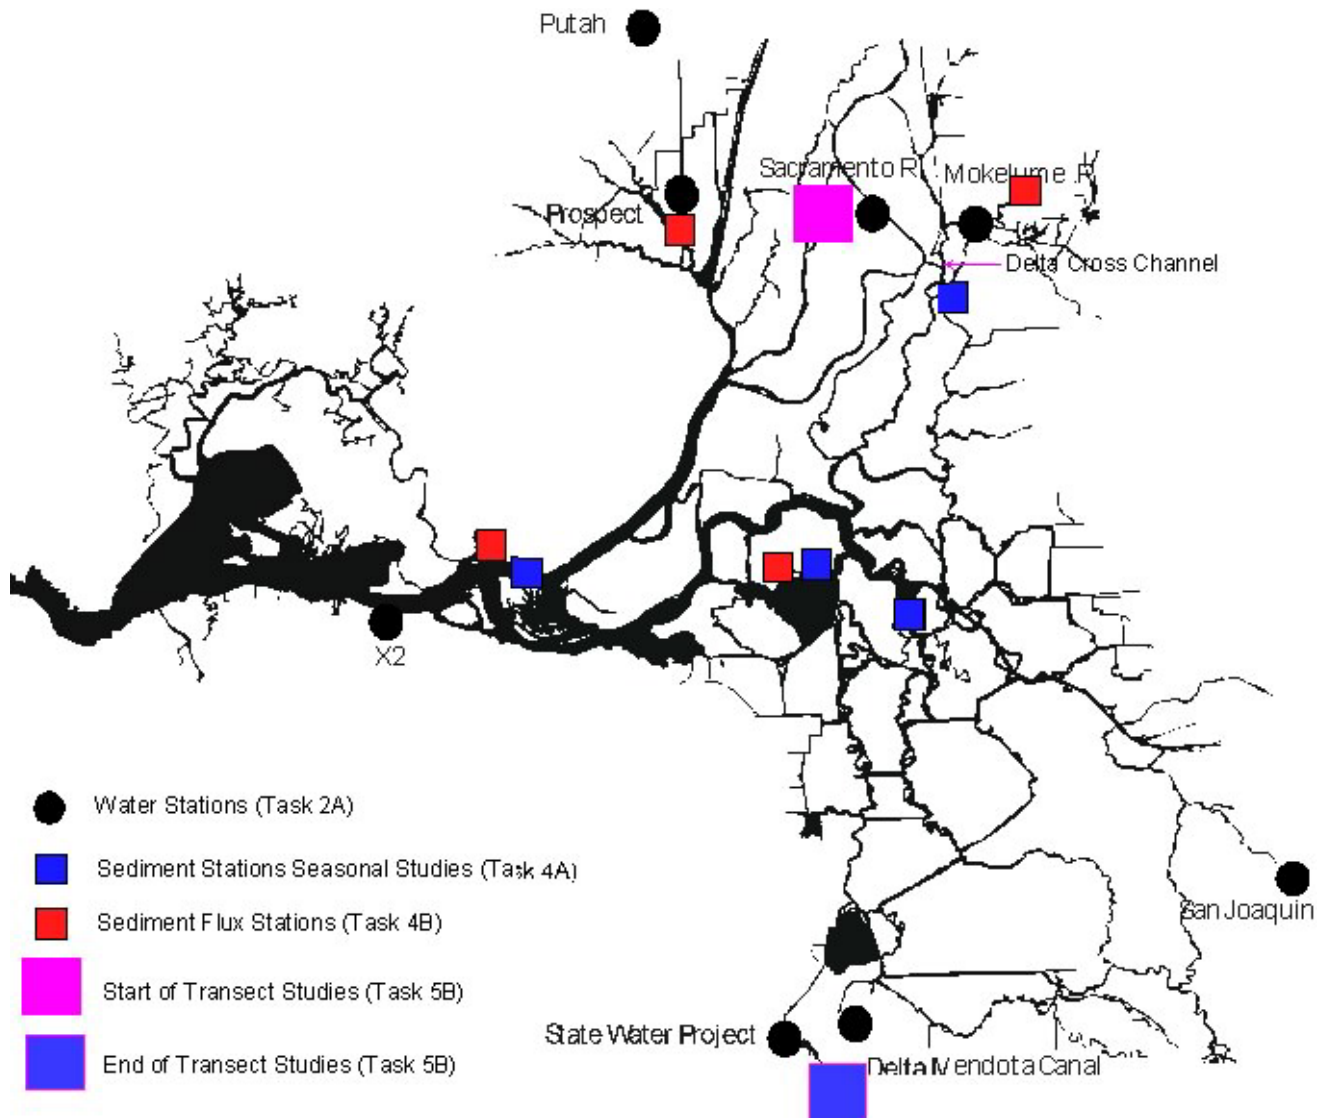 Putah
Sacramento R
Mokelume R
Prospect
Delta Cross Channel
X2
Water Stations (Task 2A)
Sediment Stations Seasonal Studies (Task 4A)
Sediment Flux Stations (Task 4B)
San Joaquin
Start of Transect Studies (Task 5B)
State Water Project
End of Transect Studies (Task 5B)
Delta Mendota Canal